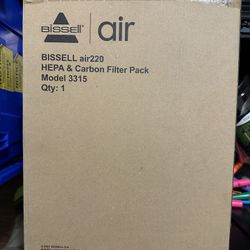 BISSELL air
BISSELL air220
HEPA & Carbon Filter Pack
Model 3315
Qty: 1